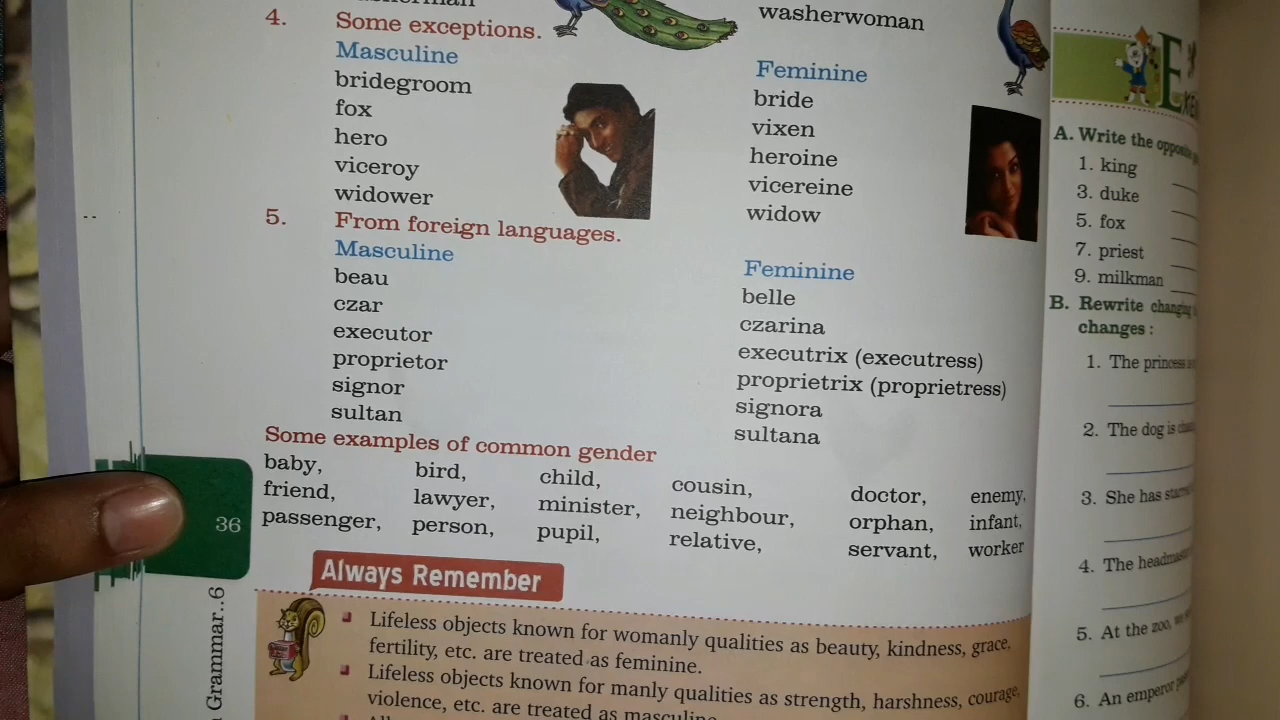 washerwoman
4. Some exceptions.
Masculine Feminine
bridegroom bride
fox vixen
hero heroine
viceroy vicereine
widower widow
5. From foreign languages.
Masculine Feminine
beau belle
czar czarina
executor executrix (executress)
proprietor proprietrix (proprietress)
signor signora
sultan sultana
Some examples of common gender
baby, bird, child, cousin, doctor, enemy,
friend, lawyer, minister, neighbour, orphan, infant,
passenger, person, pupil, relative, servant, worker
36
Always Remember
Lifeless objects known for womanly qualities as beauty, kindness, grace,
fertility, etc. are treated as feminine.
Lifeless objects known for manly qualities as strength, harshness, courage,
violence, etc. are treated as masculine
Grammar..6
A. Write the opposite
1. king
3. duke
5. fox
7. priest
9. milkman
B. Rewrite changing
changes :
1. The princess
2. The dog is
3. She has
4. The
5. At the zoo,
6. An emperor